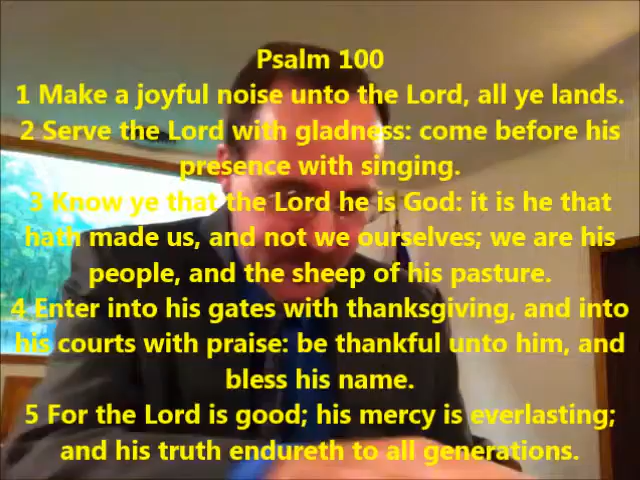 Psalm 100
1 Make a joyful noise unto the Lord, all ye lands.
2 Serve the Lord with gladness: come before his
presence with singing.
3 Know ye that the Lord he is God: it is he that
hath made us, and not we ourselves; we are his
people, and the sheep of his pasture.
4 Enter into his gates with thanksgiving, and into
his courts with praise: be thankful unto him, and
bless his name.
5 For the Lord is good; his mercy is everlasting;
and his truth endureth to all generations.